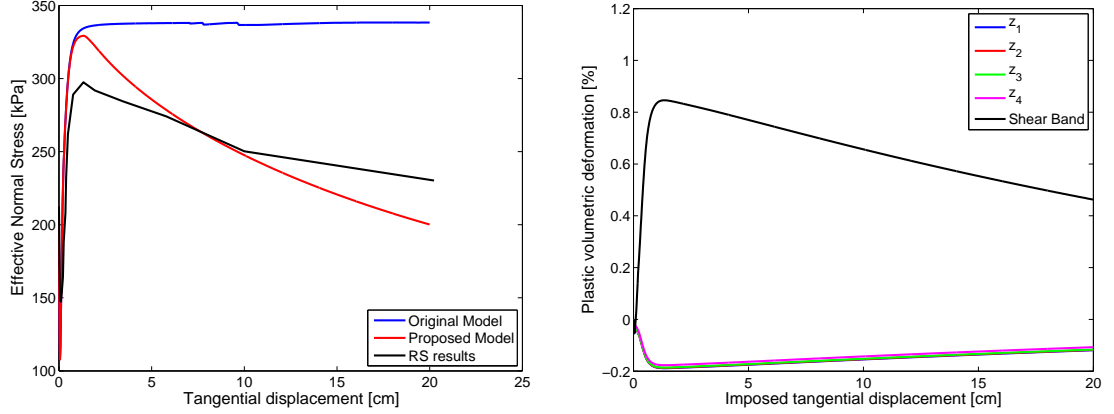 400
350
300
250
200
150
100
0
5
10
15
20
25
Effective Normal Stress [kPa]
Tangential displacement [cm]
Original Model
Proposed Model
RS results
1.2
1
0.8
0.6
0.4
0.2
0
−0.2
0
5
10
15
20
Plastic volumetric deformation [%]
Imposed tangential displacement [cm]
z1
z2
z3
z4
Shear Band